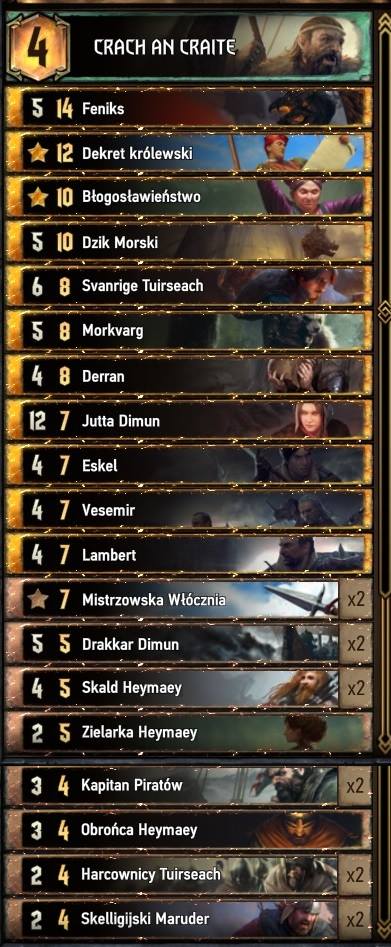 4 CRACH AN CRAITE
5 14 Feniks
12 Dekret królewski
10 Błogosławieństwo
5 10 Dzik Morski
6 8 Svanrige Tuirseach
5 8 Morkvarg
4 8 Derran
12 7 Jutta Dimun
4 7 Eskel
4 7 Vesemir
4 7 Lambert
7 Mistrzowska Włócznia x2
5 5 Drakkar Dimun x2
4 5 Skald Heymaey x2
2 5 Zielarka Heymaey
3 4 Kapitan Piratów x2
3 4 Obrońca Heymaey
2 4 Harcownicy Tuirseach x2
2 4 Skelligijski Maruder x2